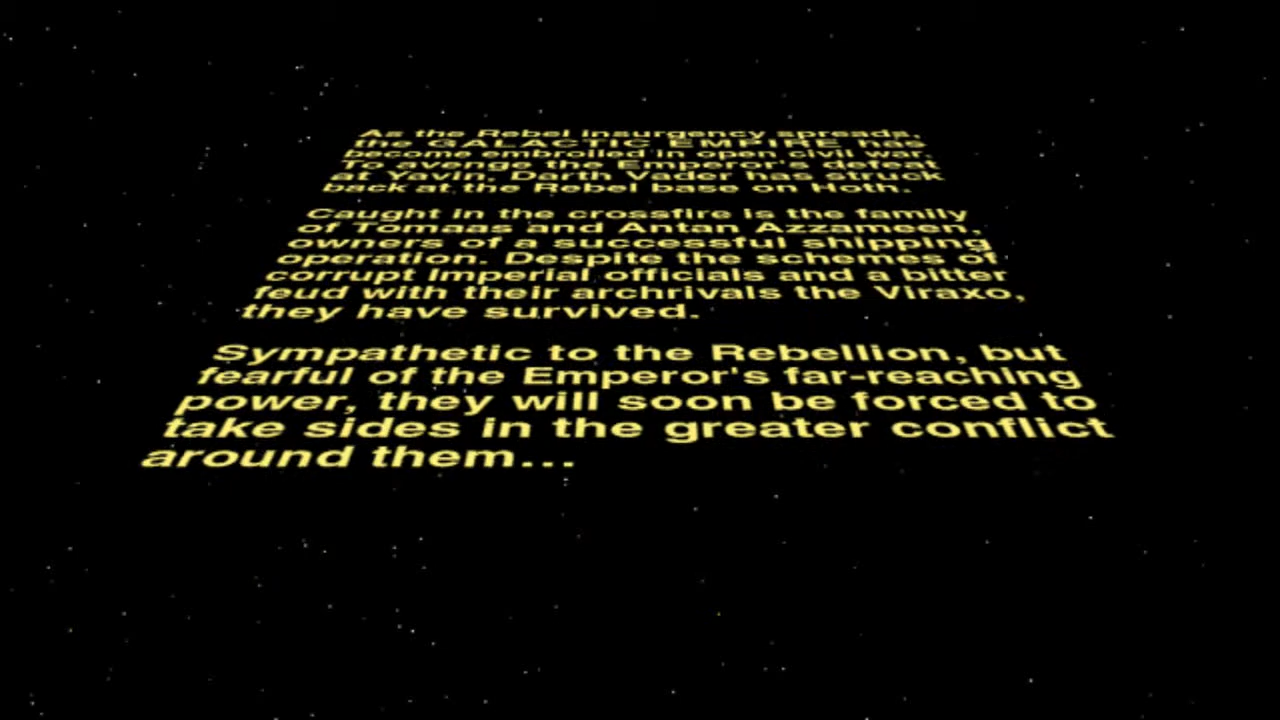 As the Rebel insurgency spreads,
the GALACTIC EMPIRE has
become embroiled in open civil war.
To avenge the Emperor's defeat
at Yavin, Darth Vader has struck
back at the Rebel base on Hoth.
Caught in the crossfire is the family
of Tomaas and Antan Azzameen,
owners of a successful shipping
operation. Despite the schemes of
corrupt Imperial officials and a bitter
feud with their archrivals the Viraxo,
they have survived.
Sympathetic to the Rebellion, but
fearful of the Emperor's far-reaching
power, they will soon be forced to
take sides in the greater conflict
around them...